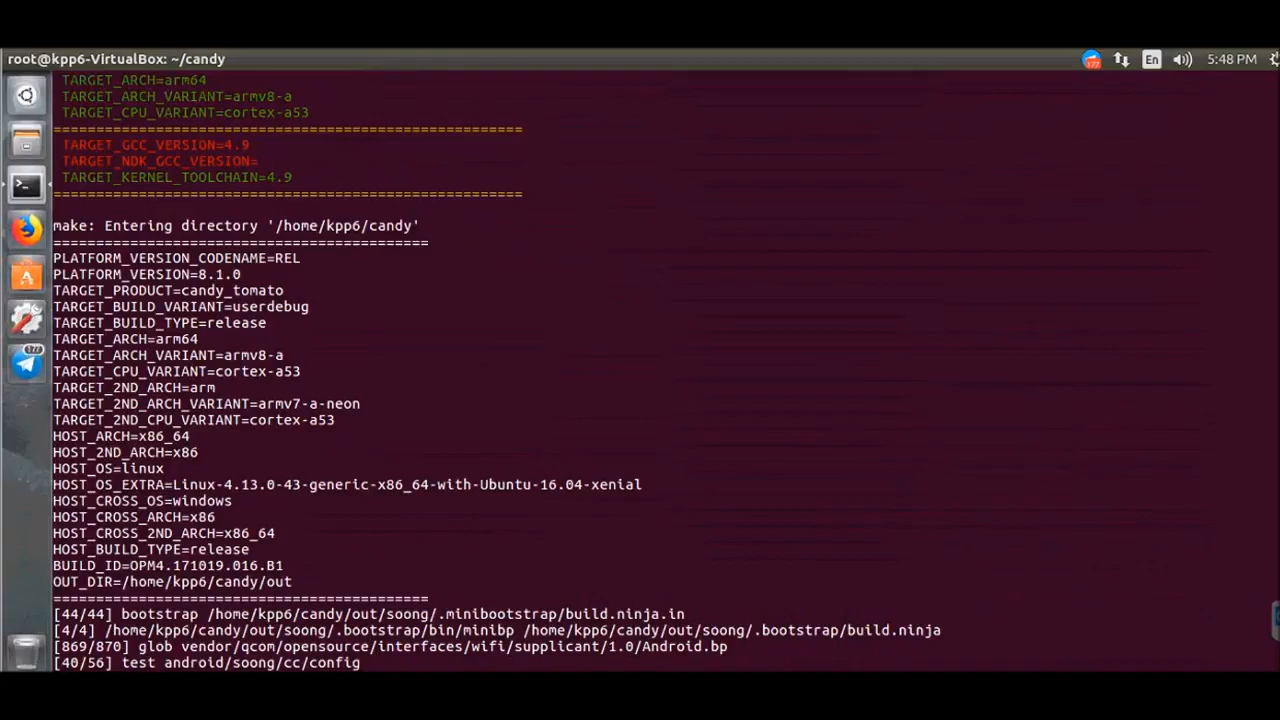 root@kpp6-VirtualBox: ~/candy
177
En
5:48 PM
TARGET_ARCH=arm64
TARGET_ARCH_VARIANT=armv8-a
TARGET_CPU_VARIANT=cortex-a53
=======================================================
TARGET_GCC_VERSION=4.9
TARGET_NDK_GCC_VERSION=
TARGET_KERNEL_TOOLCHAIN=4.9
=======================================================
make: Entering directory '/home/kpp6/candy'
============================================
PLATFORM_VERSION_CODENAME=REL
PLATFORM_VERSION=8.1.0
TARGET_PRODUCT=candy_tomato
TARGET_BUILD_VARIANT=userdebug
TARGET_BUILD_TYPE=release
TARGET_ARCH=arm64
TARGET_ARCH_VARIANT=armv8-a
TARGET_CPU_VARIANT=cortex-a53
TARGET_2ND_ARCH=arm
TARGET_2ND_ARCH_VARIANT=armv7-a-neon
TARGET_2ND_CPU_VARIANT=cortex-a53
HOST_ARCH=x86_64
HOST_2ND_ARCH=x86
HOST_OS=linux
HOST_OS_EXTRA=Linux-4.13.0-43-generic-x86_64-with-Ubuntu-16.04-xenial
HOST_CROSS_OS=windows
HOST_CROSS_ARCH=x86
HOST_CROSS_2ND_ARCH=x86_64
HOST_BUILD_TYPE=release
BUILD_ID=OPM4.171019.016.B1
OUT_DIR=/home/kpp6/candy/out
============================================
[44/44] bootstrap /home/kpp6/candy/out/soong/.minibootstrap/build.ninja.in
[4/4] /home/kpp6/candy/out/soong/.bootstrap/bin/minibp /home/kpp6/candy/out/soong/.bootstrap/build.ninja
[869/870] glob vendor/qcom/opensource/interfaces/wifi/supplicant/1.0/Android.bp
[40/56] test android/soong/cc/config
177